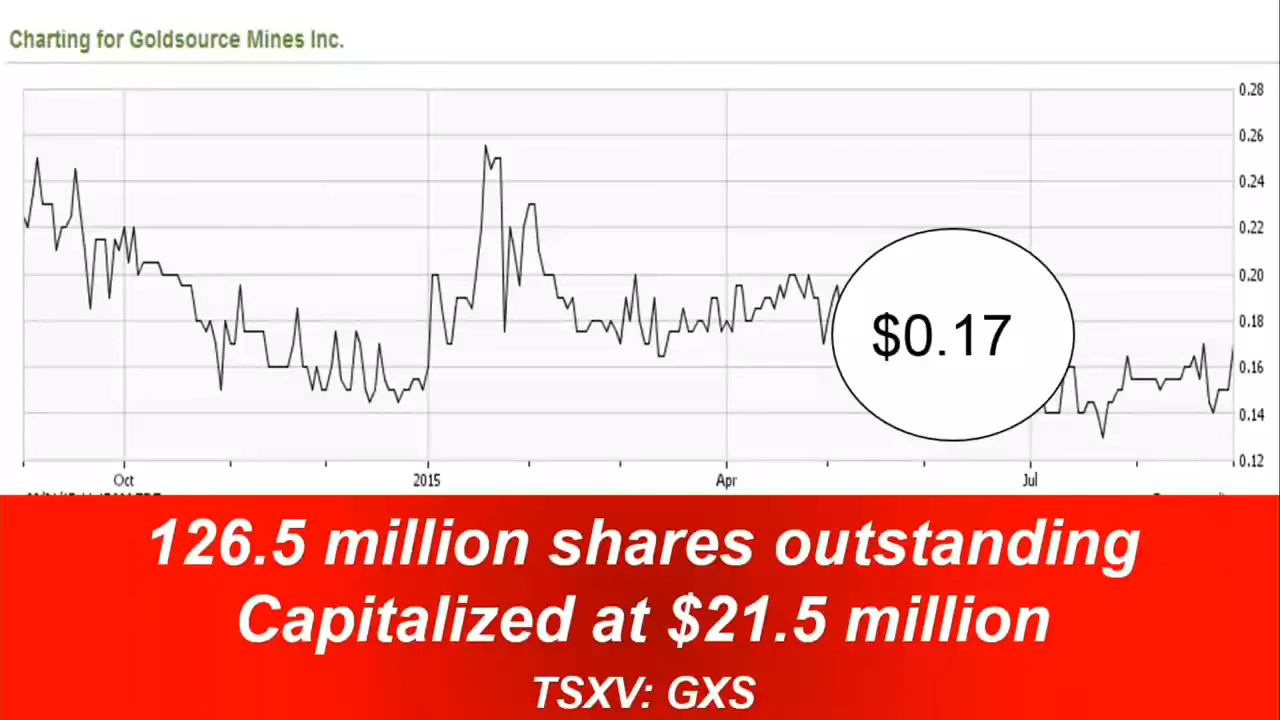 Charting for Goldsource Mines Inc.
0.28
0.26
0.24
0.22
0.20
$0.17
0.18
0.16
0.14
0.12
Oct 2015 Apr Jul
126.5 million shares outstanding
Capitalized at $21.5 million
TSXV: GXS